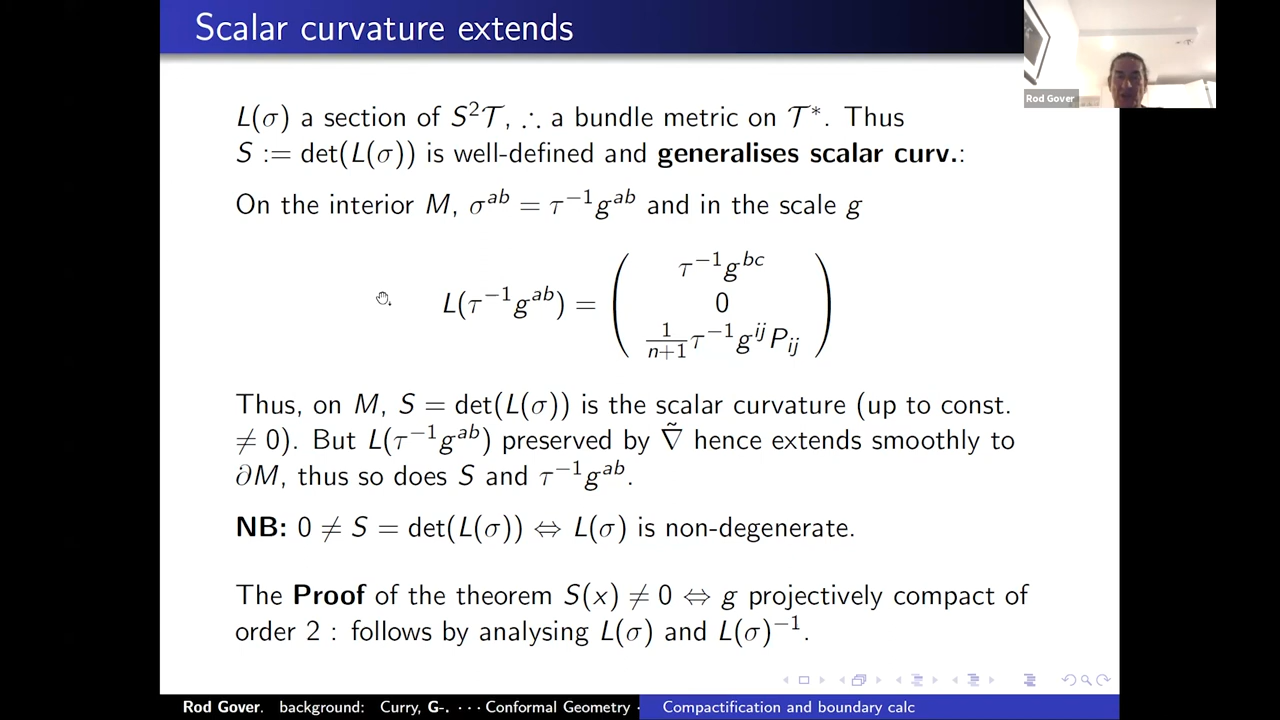 Scalar curvature extends
Rod Gover
L(σ) a section of S²𝒯, ∴ a bundle metric on 𝒯*. Thus
S := det(L(σ)) is well-defined and generalises scalar curv.:
On the interior M, σ^{ab} = τ^{−1}g^{ab} and in the scale g
L(τ^{−1}g^{ab}) = ( τ^{−1}g^{bc}
0
\frac{1}{n+1}τ^{−1}g^{ij}P_{ij} )
Thus, on M, S = det(L(σ)) is the scalar curvature (up to const.
≠ 0). But L(τ^{−1}g^{ab}) preserved by ∇̃ hence extends smoothly to
∂M, thus so does S and τ^{−1}g^{ab}.
NB: 0 ≠ S = det(L(σ)) ⇔ L(σ) is non-degenerate.
The Proof of the theorem S(x) ≠ 0 ⇔ g projectively compact of
order 2 : follows by analysing L(σ) and L(σ)^{−1}.
Rod Gover. background: Curry, G-. · · · Conformal Geometry · Compactification and boundary calc